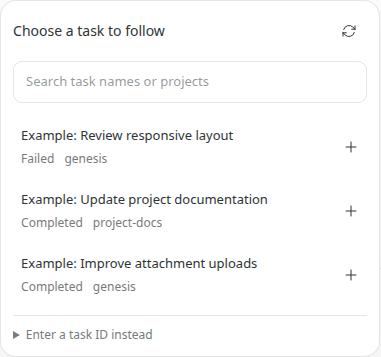 Choose a task to follow
Search task names or projects
Example: Review responsive layout
Failed genesis
Example: Update project documentation
Completed project-docs
Example: Improve attachment uploads
Completed genesis
Enter a task ID instead